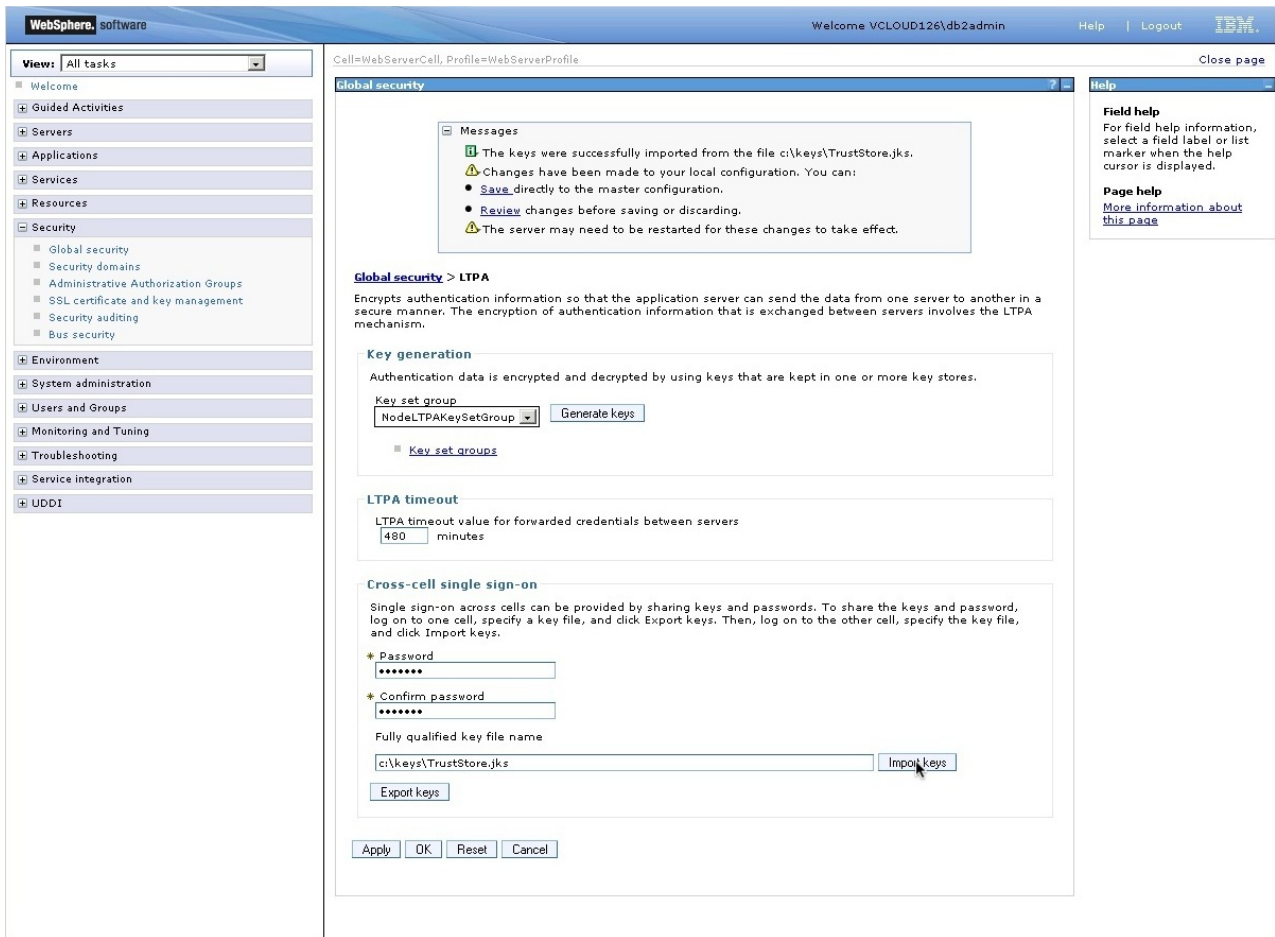 WebSphere. software
Welcome VCLOUD126\db2admin
Help | Logout
IBM.
View: All tasks
Welcome
Guided Activities
Servers
Applications
Services
Resources
Security
Global security
Security domains
Administrative Authorization Groups
SSL certificate and key management
Security auditing
Bus security
Environment
System administration
Users and Groups
Monitoring and Tuning
Troubleshooting
Service integration
UDDI
Cell=WebServerCell, Profile=WebServerProfile
Close page
Global security
? -
Messages
The keys were successfully imported from the file c:\keys\TrustStore.jks.
Changes have been made to your local configuration. You can:
Save directly to the master configuration.
Review changes before saving or discarding.
The server may need to be restarted for these changes to take effect.
Global security > LTPA
Encrypts authentication information so that the application server can send the data from one server to another in a
secure manner. The encryption of authentication information that is exchanged between servers involves the LTPA
mechanism.
Key generation
Authentication data is encrypted and decrypted by using keys that are kept in one or more key stores.
Key set group
NodeLTPAKeySetGroup
Generate keys
Key set groups
LTPA timeout
LTPA timeout value for forwarded credentials between servers
480 minutes
Cross-cell single sign-on
Single sign-on across cells can be provided by sharing keys and passwords. To share the keys and password,
log on to one cell, specify a key file, and click Export keys. Then, log on to the other cell, specify the key file,
and click Import keys.
* Password
•••••••
* Confirm password
•••••••
Fully qualified key file name
c:\keys\TrustStore.jks
Import keys
Export keys
Apply OK Reset Cancel
Help
Field help
For field help information,
select a field label or list
marker when the help
cursor is displayed.
Page help
More information about
this page